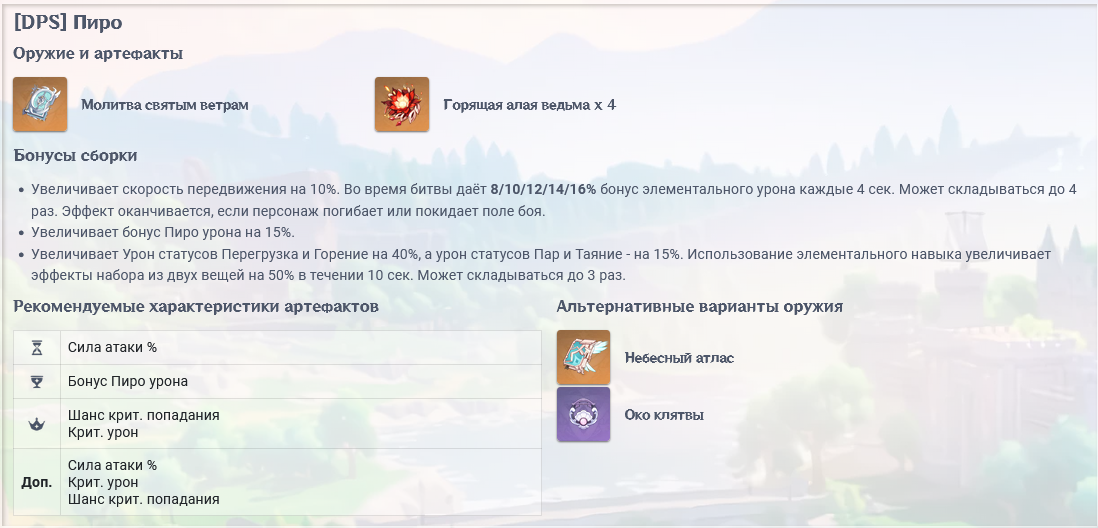 [DPS] Пиро
Оружие и артефакты
Молитва святым ветрам
Горящая алая ведьма x 4
Бонусы сборки
Увеличивает скорость передвижения на 10%. Во время битвы даёт 8/10/12/14/16% бонус элементального урона каждые 4 сек. Может складываться до 4
раз. Эффект оканчивается, если персонаж погибает или покидает поле боя.
Увеличивает бонус Пиро урона на 15%.
Увеличивает Урон статусов Перегрузка и Горение на 40%, а урон статусов Пар и Таяние - на 15%. Использование элементального навыка увеличивает
эффекты набора из двух вещей на 50% в течении 10 сек. Может складываться до 3 раз.
Рекомендуемые характеристики артефактов
Сила атаки %
Бонус Пиро урона
Шанс крит. попадания
Крит. урон
Доп.
Сила атаки %
Крит. урон
Шанс крит. попадания
Альтернативные варианты оружия
Небесный атлас
Око клятвы